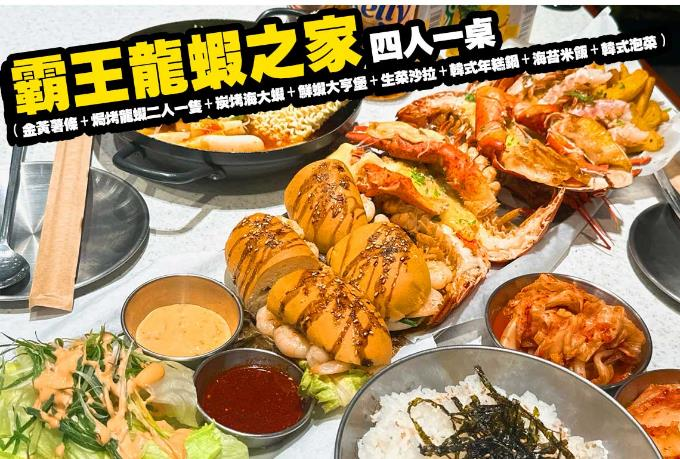 霸王龍蝦之家 四人一桌
(金黃薯條+焗烤龍蝦二人一隻+炭烤海大蝦+鮮蝦大亨堡+生菜沙拉+韓式年糕鍋+海苔米飯+韓式泡菜)